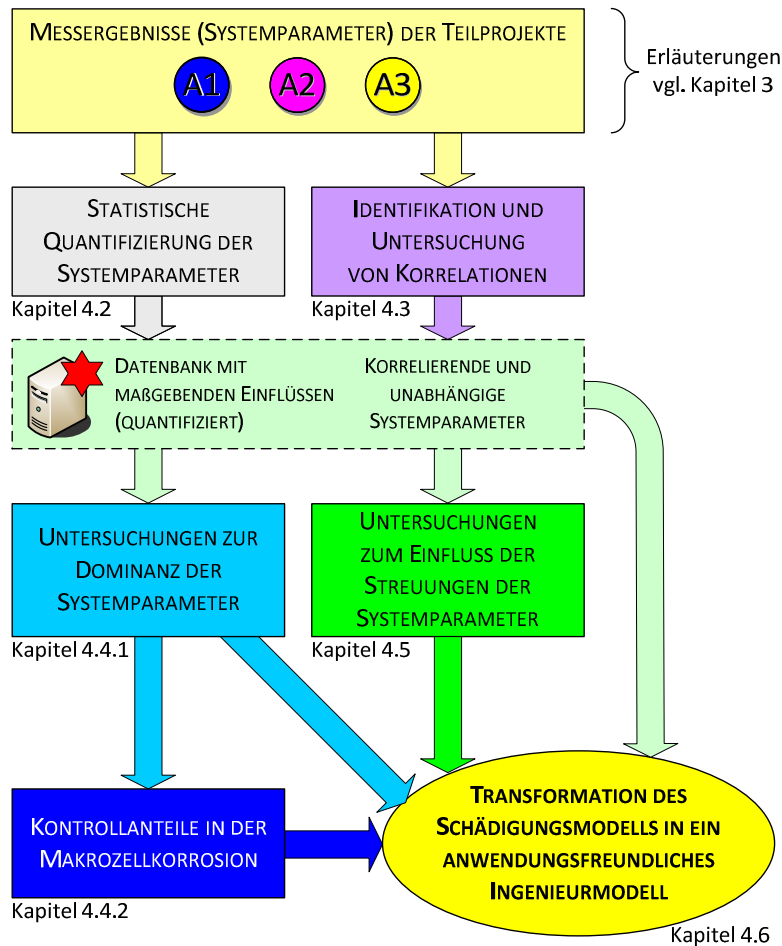 Messergebnisse (Systemparameter) der Teilprojekte
A1
A2
A3
Erläuterungen
vgl. Kapitel 3
Statistische
Quantifizierung der
Systemparameter
Kapitel 4.2
Identifikation und
Untersuchung
von Korrelationen
Kapitel 4.3
Datenbank mit
maßgebenden Einflüssen
(quantifiziert)
Korrelierende und
unabhängige
Systemparameter
Untersuchungen zur
Dominanz der
Systemparameter
Kapitel 4.4.1
Untersuchungen
zum Einfluss der
Streuungen der
Systemparameter
Kapitel 4.5
Kontrollanteile in der
Makrozellkorrosion
Kapitel 4.4.2
Transformation des
Schädigungsmodells in ein
anwendungsfreundliches
Ingenieurmodell
Kapitel 4.6